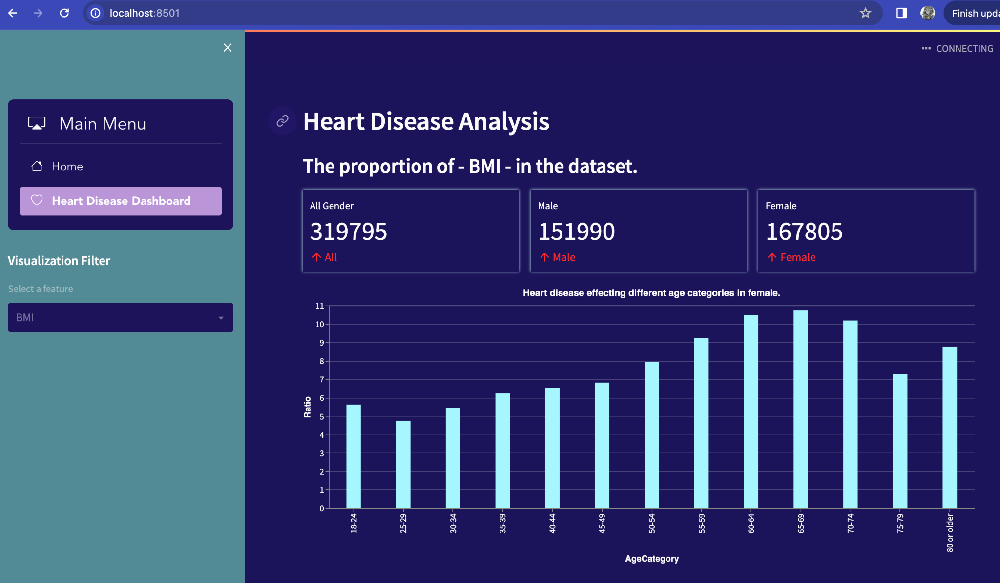 localhost:8501
Finish upda
CONNECTING
Main Menu
Home
Heart Disease Dashboard
Visualization Filter
Select a feature
BMI
Heart Disease Analysis
The proportion of - BMI - in the dataset.
All Gender
319795
↑ All
Male
151990
↑ Male
Female
167805
↑ Female
Heart disease effecting different age categories in female.
Ratio
11
10
9
8
7
6
5
4
3
2
1
0
18-24
25-29
30-34
35-39
40-44
45-49
50-54
55-59
60-64
65-69
70-74
75-79
80 or older
AgeCategory